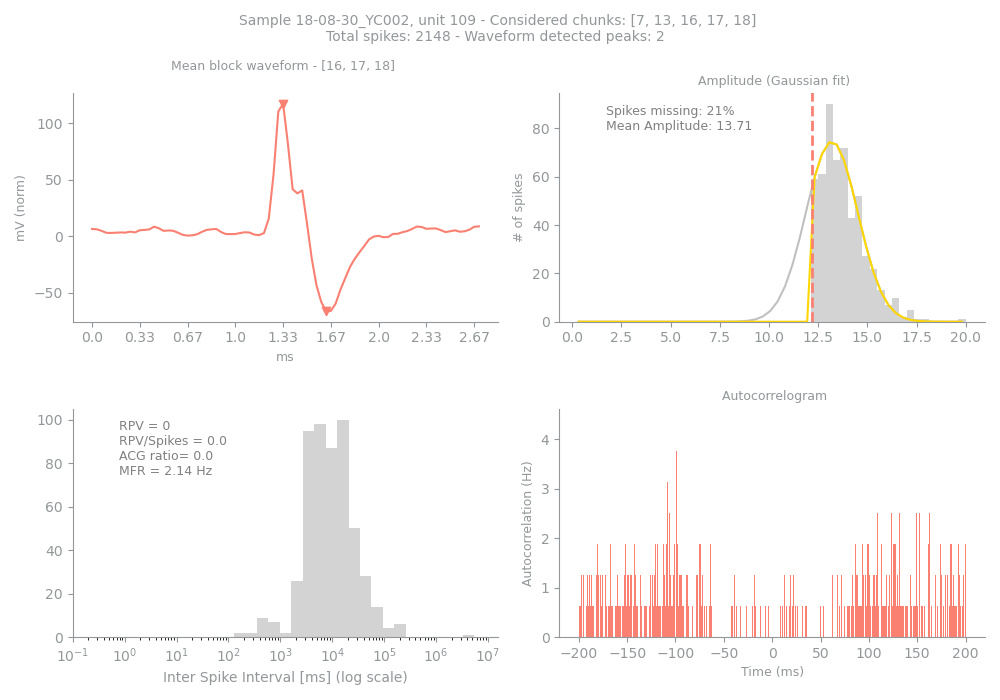 Sample 18-08-30_YC002, unit 109 - Considered chunks: [7, 13, 16, 17, 18]
Total spikes: 2148 - Waveform detected peaks: 2
Mean block waveform - [16, 17, 18]
100
50
0
−50
mV (norm)
0.0 0.33 0.67 1.0 1.33 1.67 2.0 2.33 2.67
ms
Amplitude (Gaussian fit)
Spikes missing: 21%
Mean Amplitude: 13.71
80
60
40
20
0
# of spikes
0.0 2.5 5.0 7.5 10.0 12.5 15.0 17.5 20.0
RPV = 0
RPV/Spikes = 0.0
ACG ratio= 0.0
MFR = 2.14 Hz
100
80
60
40
20
0
10⁻¹ 10⁰ 10¹ 10² 10³ 10⁴ 10⁵ 10⁶ 10⁷
Inter Spike Interval [ms] (log scale)
Autocorrelogram
4
3
2
1
0
Autocorrelation (Hz)
−200 −150 −100 −50 0 50 100 150 200
Time (ms)